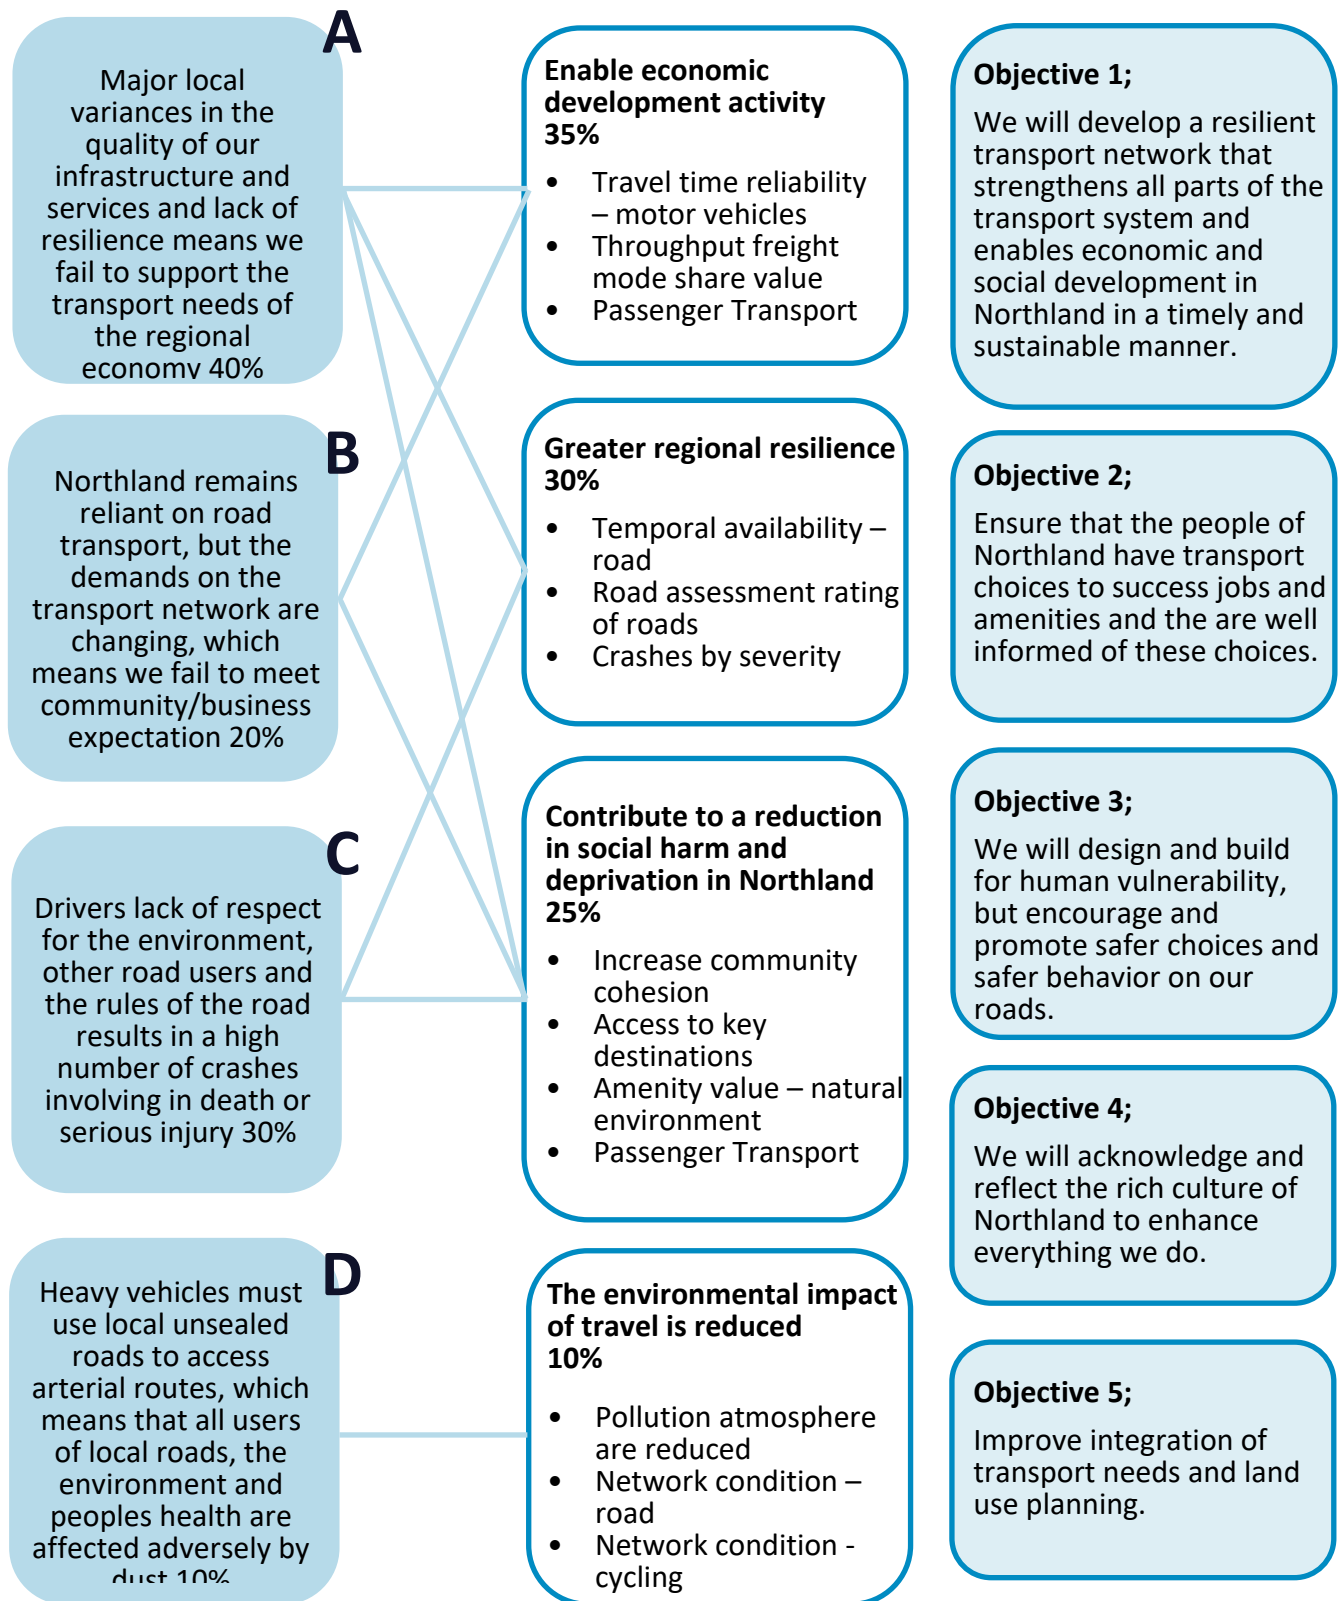 A
Major local
variances in the
quality of our
infrastructure and
services and lack of
resilience means we
fail to support the
transport needs of
the regional
economy 40%
B
Northland remains
reliant on road
transport, but the
demands on the
transport network are
changing, which
means we fail to meet
community/business
expectation 20%
C
Drivers lack of respect
for the environment,
other road users and
the rules of the road
results in a high
number of crashes
involving in death or
serious injury 30%
D
Heavy vehicles must
use local unsealed
roads to access
arterial routes, which
means that all users
of local roads, the
environment and
peoples health are
affected adversely by
dust 10%
Enable economic
development activity
35%
• Travel time reliability
– motor vehicles
• Throughput freight
mode share value
• Passenger Transport
Greater regional resilience
30%
• Temporal availability –
road
• Road assessment rating
of roads
• Crashes by severity
Contribute to a reduction
in social harm and
deprivation in Northland
25%
• Increase community
cohesion
• Access to key
destinations
• Amenity value – natural
environment
• Passenger Transport
The environmental impact
of travel is reduced
10%
• Pollution atmosphere
are reduced
• Network condition –
road
• Network condition -
cycling
Objective 1;
We will develop a resilient
transport network that
strengthens all parts of the
transport system and
enables economic and
social development in
Northland in a timely and
sustainable manner.
Objective 2;
Ensure that the people of
Northland have transport
choices to success jobs and
amenities and the are well
informed of these choices.
Objective 3;
We will design and build
for human vulnerability,
but encourage and
promote safer choices and
safer behavior on our
roads.
Objective 4;
We will acknowledge and
reflect the rich culture of
Northland to enhance
everything we do.
Objective 5;
Improve integration of
transport needs and land
use planning.